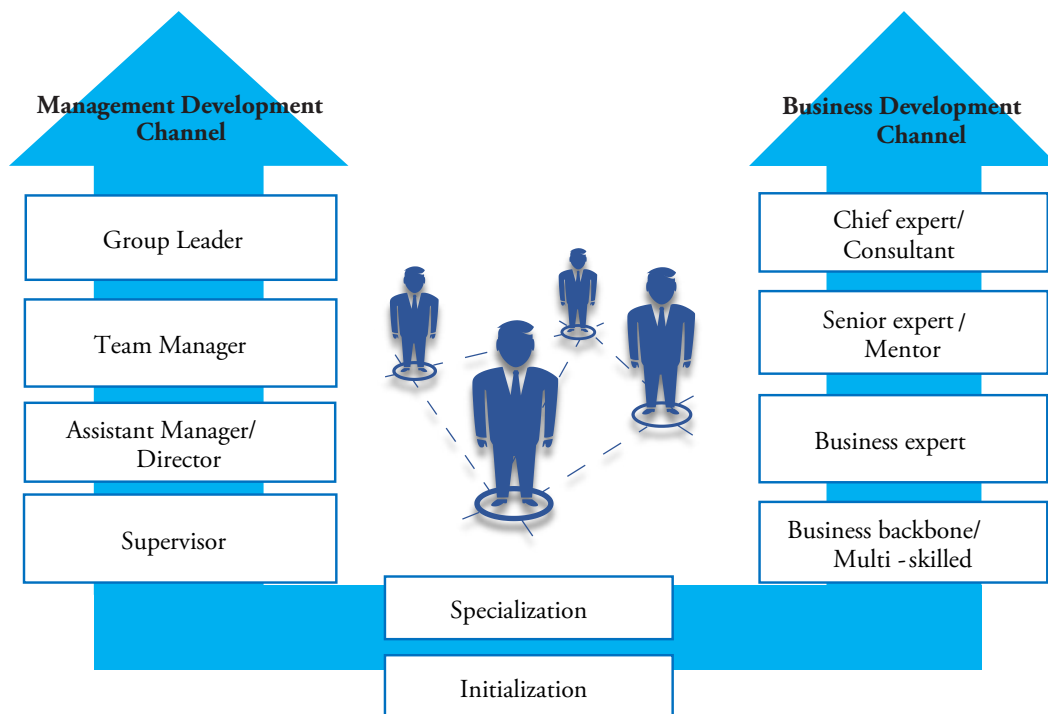 Management Development
Channel
Group Leader
Team Manager
Assistant Manager/
Director
Supervisor
Business Development
Channel
Chief expert/
Consultant
Senior expert /
Mentor
Business expert
Business backbone/
Multi - skilled
Specialization
Initialization